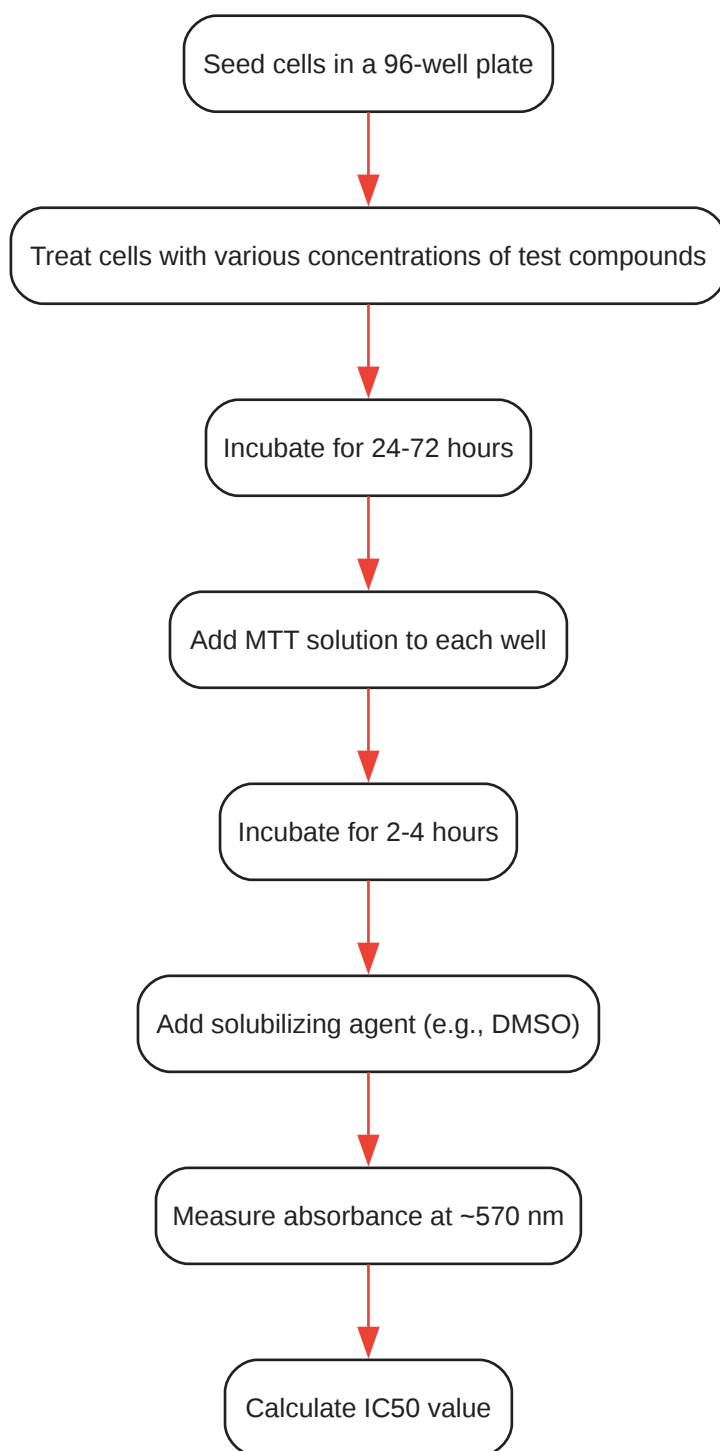 Seed cells in a 96-well plate
Treat cells with various concentrations of test compounds
Incubate for 24-72 hours
Add MTT solution to each well
Incubate for 2-4 hours
Add solubilizing agent (e.g., DMSO)
Measure absorbance at ~570 nm
Calculate IC50 value